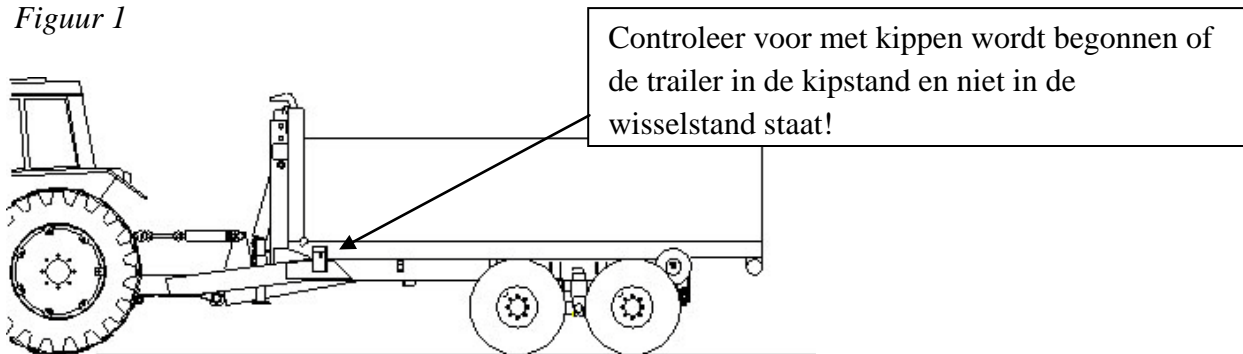 Figuur 1
Controleer voor met kippen wordt begonnen of
de trailer in de kipstand en niet in de
wisselstand staat!